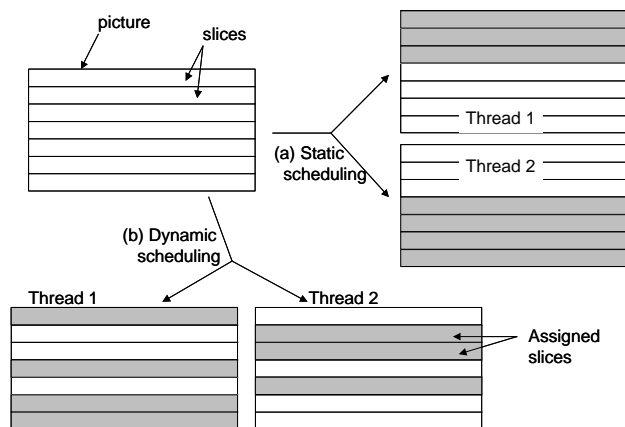 picture
slices
Thread 1
(a) Static
scheduling
Thread 2
(b) Dynamic
scheduling
Thread 1
Thread 2
Assigned
slices